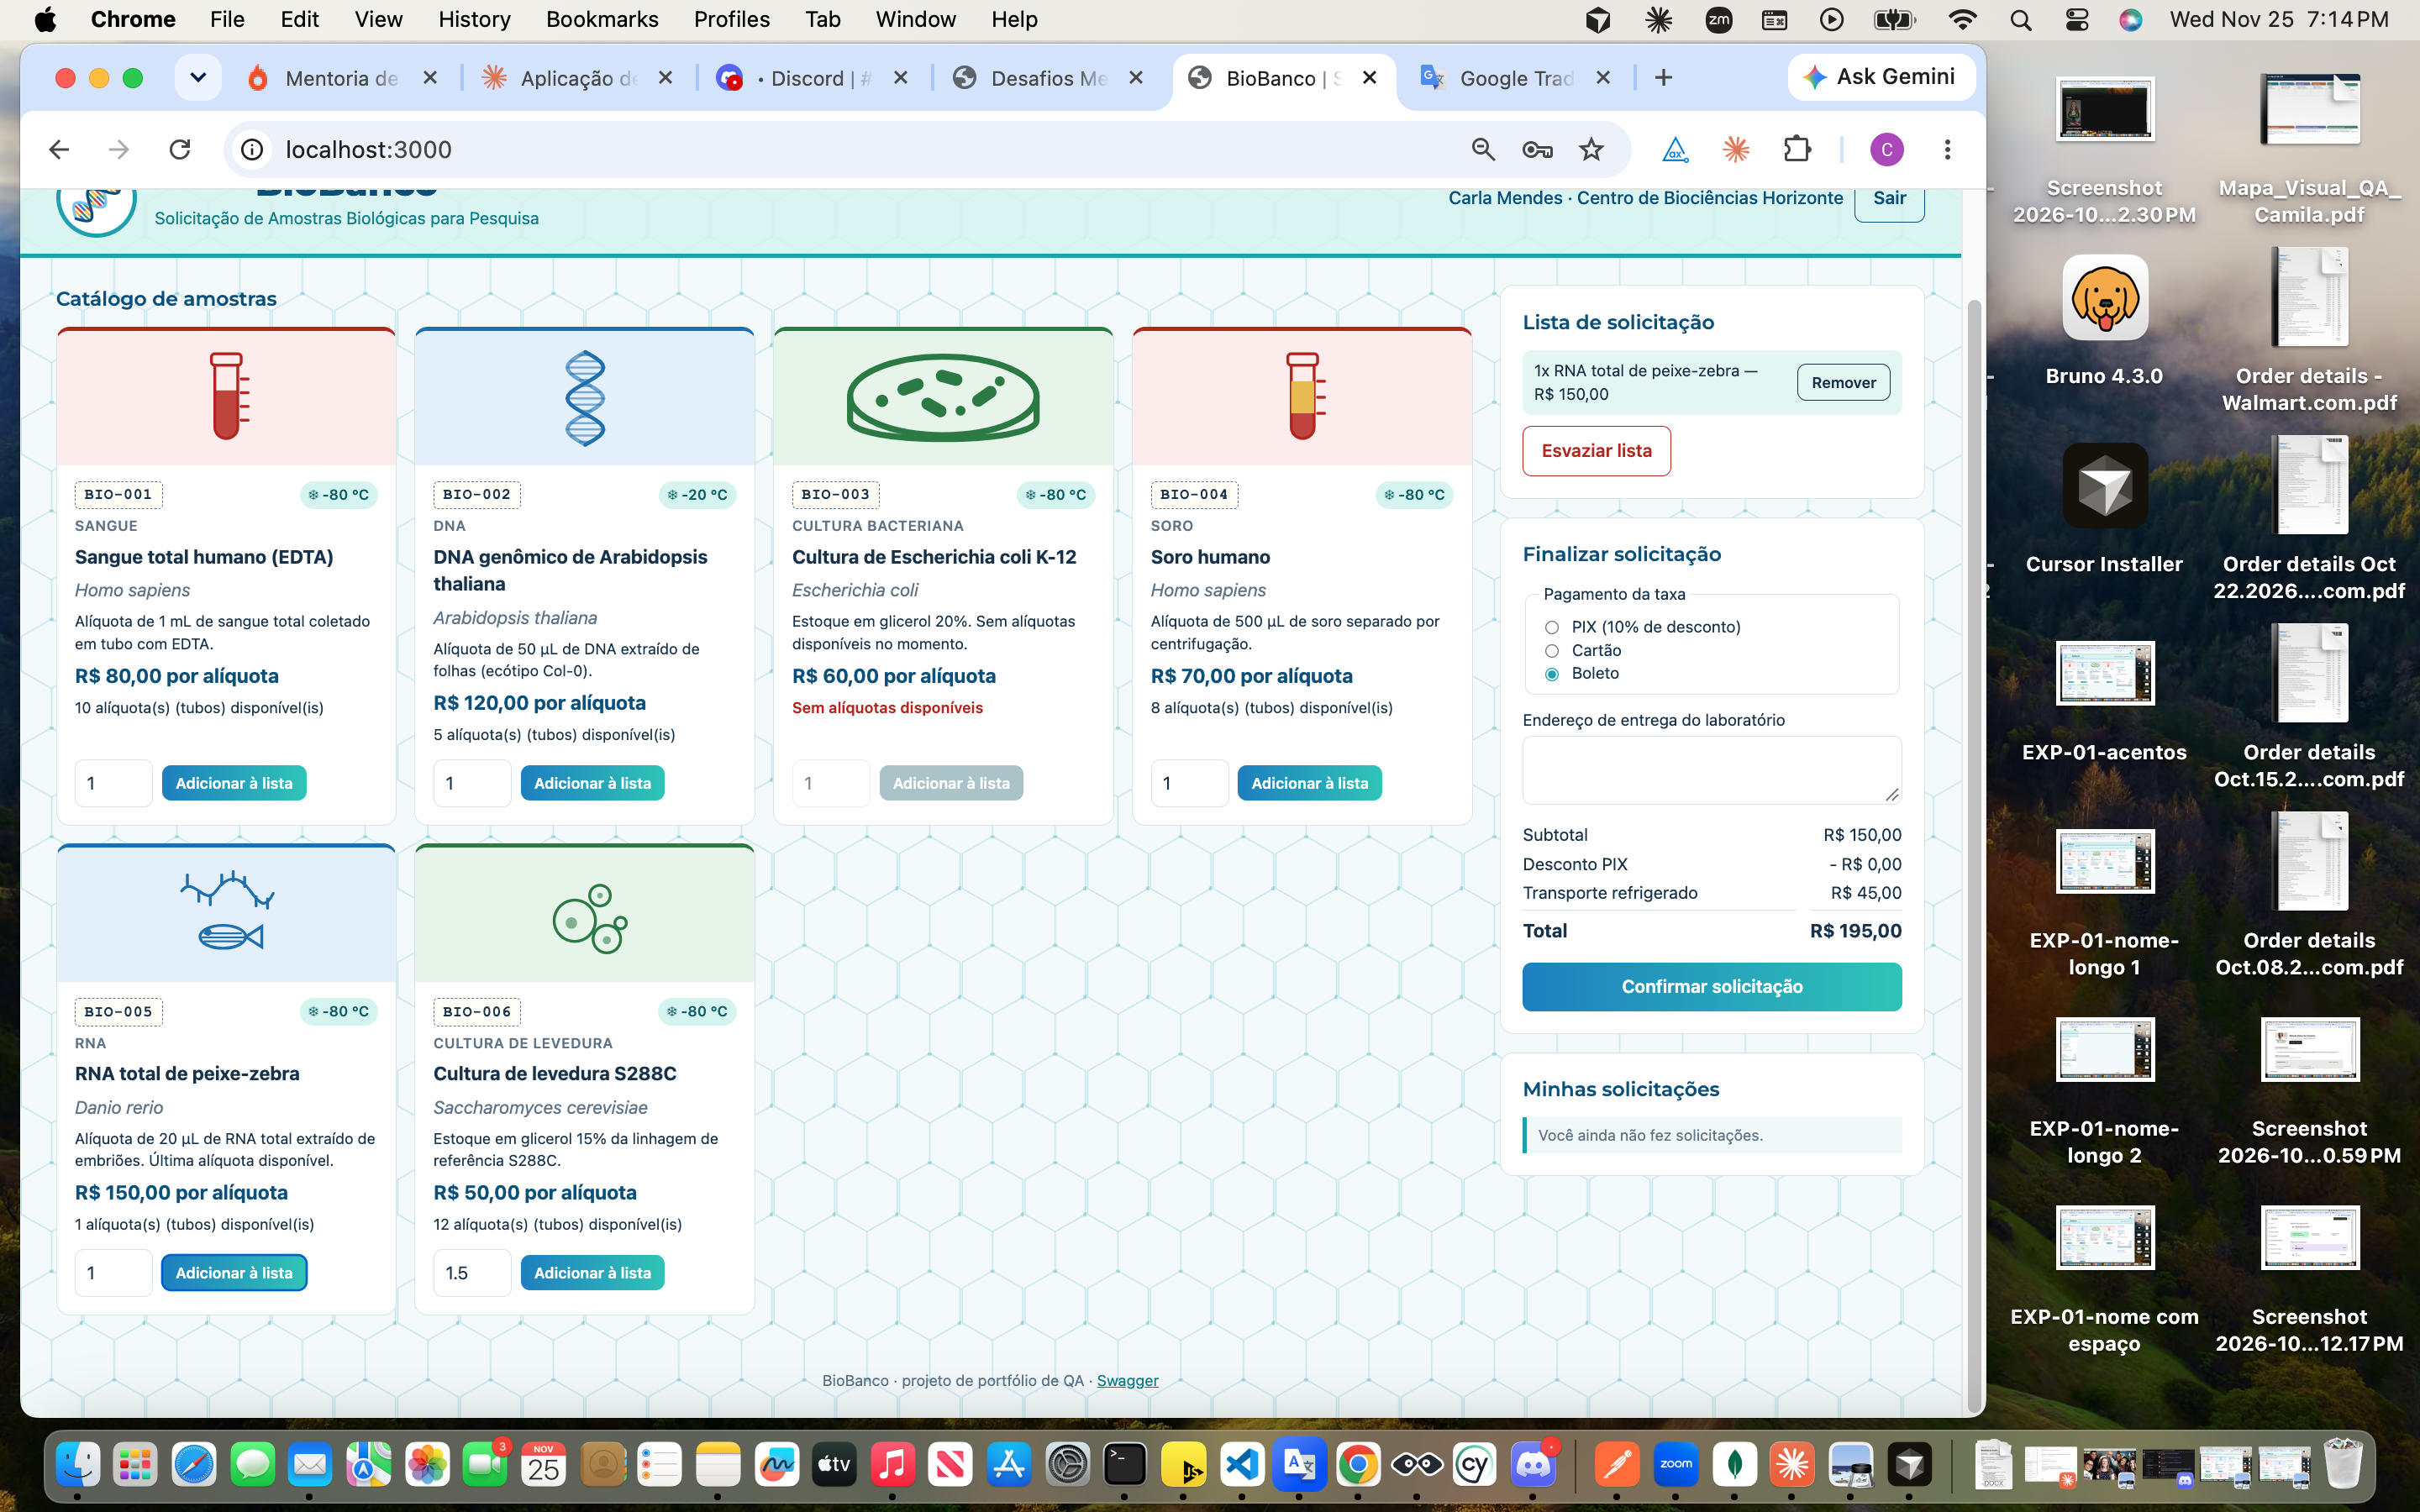 Chrome File Edit View History Bookmarks Profiles Tab Window Help
zm
Wed Nov 25 7:14 PM
Mentoria de
Aplicação de
• Discord | #
Desafios Me
BioBanco | S
Google Trad
Ask Gemini
localhost:3000
C
BioBanco
Solicitação de Amostras Biológicas para Pesquisa
Carla Mendes · Centro de Biociências Horizonte
Sair
Catálogo de amostras
BIO-001
❄ -80 °C
SANGUE
Sangue total humano (EDTA)
Homo sapiens
Alíquota de 1 mL de sangue total coletado
em tubo com EDTA.
R$ 80,00 por alíquota
10 alíquota(s) (tubos) disponível(is)
1
Adicionar à lista
BIO-002
❄ -20 °C
DNA
DNA genômico de Arabidopsis
thaliana
Arabidopsis thaliana
Alíquota de 50 µL de DNA extraído de
folhas (ecótipo Col-0).
R$ 120,00 por alíquota
5 alíquota(s) (tubos) disponível(is)
1
Adicionar à lista
BIO-003
❄ -80 °C
CULTURA BACTERIANA
Cultura de Escherichia coli K-12
Escherichia coli
Estoque em glicerol 20%. Sem alíquotas
disponíveis no momento.
R$ 60,00 por alíquota
Sem alíquotas disponíveis
1
Adicionar à lista
BIO-004
❄ -80 °C
SORO
Soro humano
Homo sapiens
Alíquota de 500 µL de soro separado por
centrifugação.
R$ 70,00 por alíquota
8 alíquota(s) (tubos) disponível(is)
1
Adicionar à lista
BIO-005
❄ -80 °C
RNA
RNA total de peixe-zebra
Danio rerio
Alíquota de 20 µL de RNA total extraído de
embriões. Última alíquota disponível.
R$ 150,00 por alíquota
1 alíquota(s) (tubos) disponível(is)
1
Adicionar à lista
BIO-006
❄ -80 °C
CULTURA DE LEVEDURA
Cultura de levedura S288C
Saccharomyces cerevisiae
Estoque em glicerol 15% da linhagem de
referência S288C.
R$ 50,00 por alíquota
12 alíquota(s) (tubos) disponível(is)
1.5
Adicionar à lista
Lista de solicitação
1x RNA total de peixe-zebra —
R$ 150,00
Remover
Esvaziar lista
Finalizar solicitação
Pagamento da taxa
PIX (10% de desconto)
Cartão
Boleto
Endereço de entrega do laboratório
Subtotal R$ 150,00
Desconto PIX - R$ 0,00
Transporte refrigerado R$ 45,00
Total R$ 195,00
Confirmar solicitação
Minhas solicitações
Você ainda não fez solicitações.
BioBanco · projeto de portfólio de QA · Swagger
Screenshot
2026-10...2.30 PM
Bruno 4.3.0
Cursor Installer
EXP-01-acentos
EXP-01-nome-
longo 1
EXP-01-nome-
longo 2
EXP-01-nome com
espaço
Mapa_Visual_QA_
Camila.pdf
Order details -
Walmart.com.pdf
Order details Oct
22.2026....com.pdf
Order details
Oct.15.2....com.pdf
Order details
Oct.08.2...com.pdf
Screenshot
2026-10...0.59 PM
Screenshot
2026-10...12.17 PM
3
NOV
25
tv
JS
A
cy
zoom